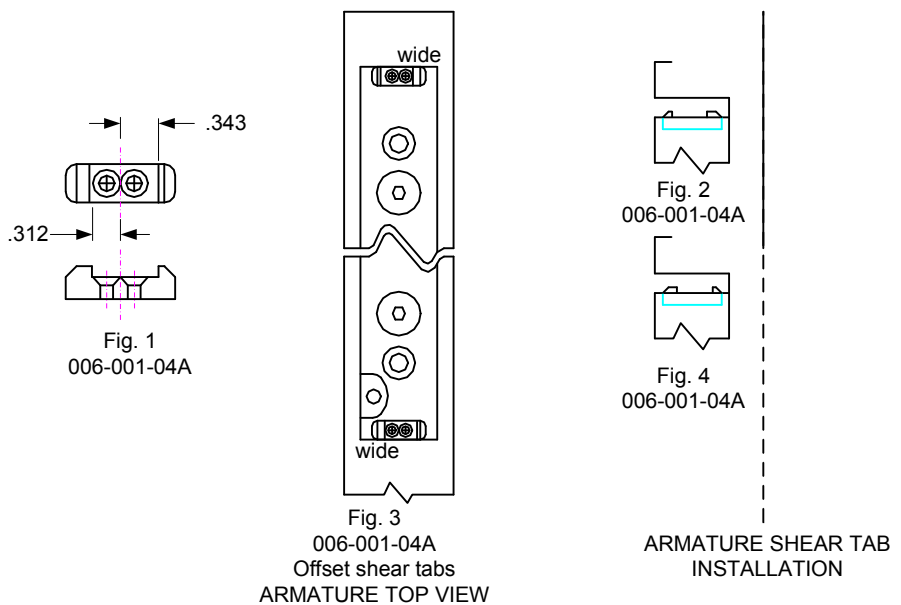 .343
.312
Fig. 1
006-001-04A
wide
wide
Fig. 3
006-001-04A
Offset shear tabs
ARMATURE TOP VIEW
Fig. 2
006-001-04A
Fig. 4
006-001-04A
ARMATURE SHEAR TAB
INSTALLATION